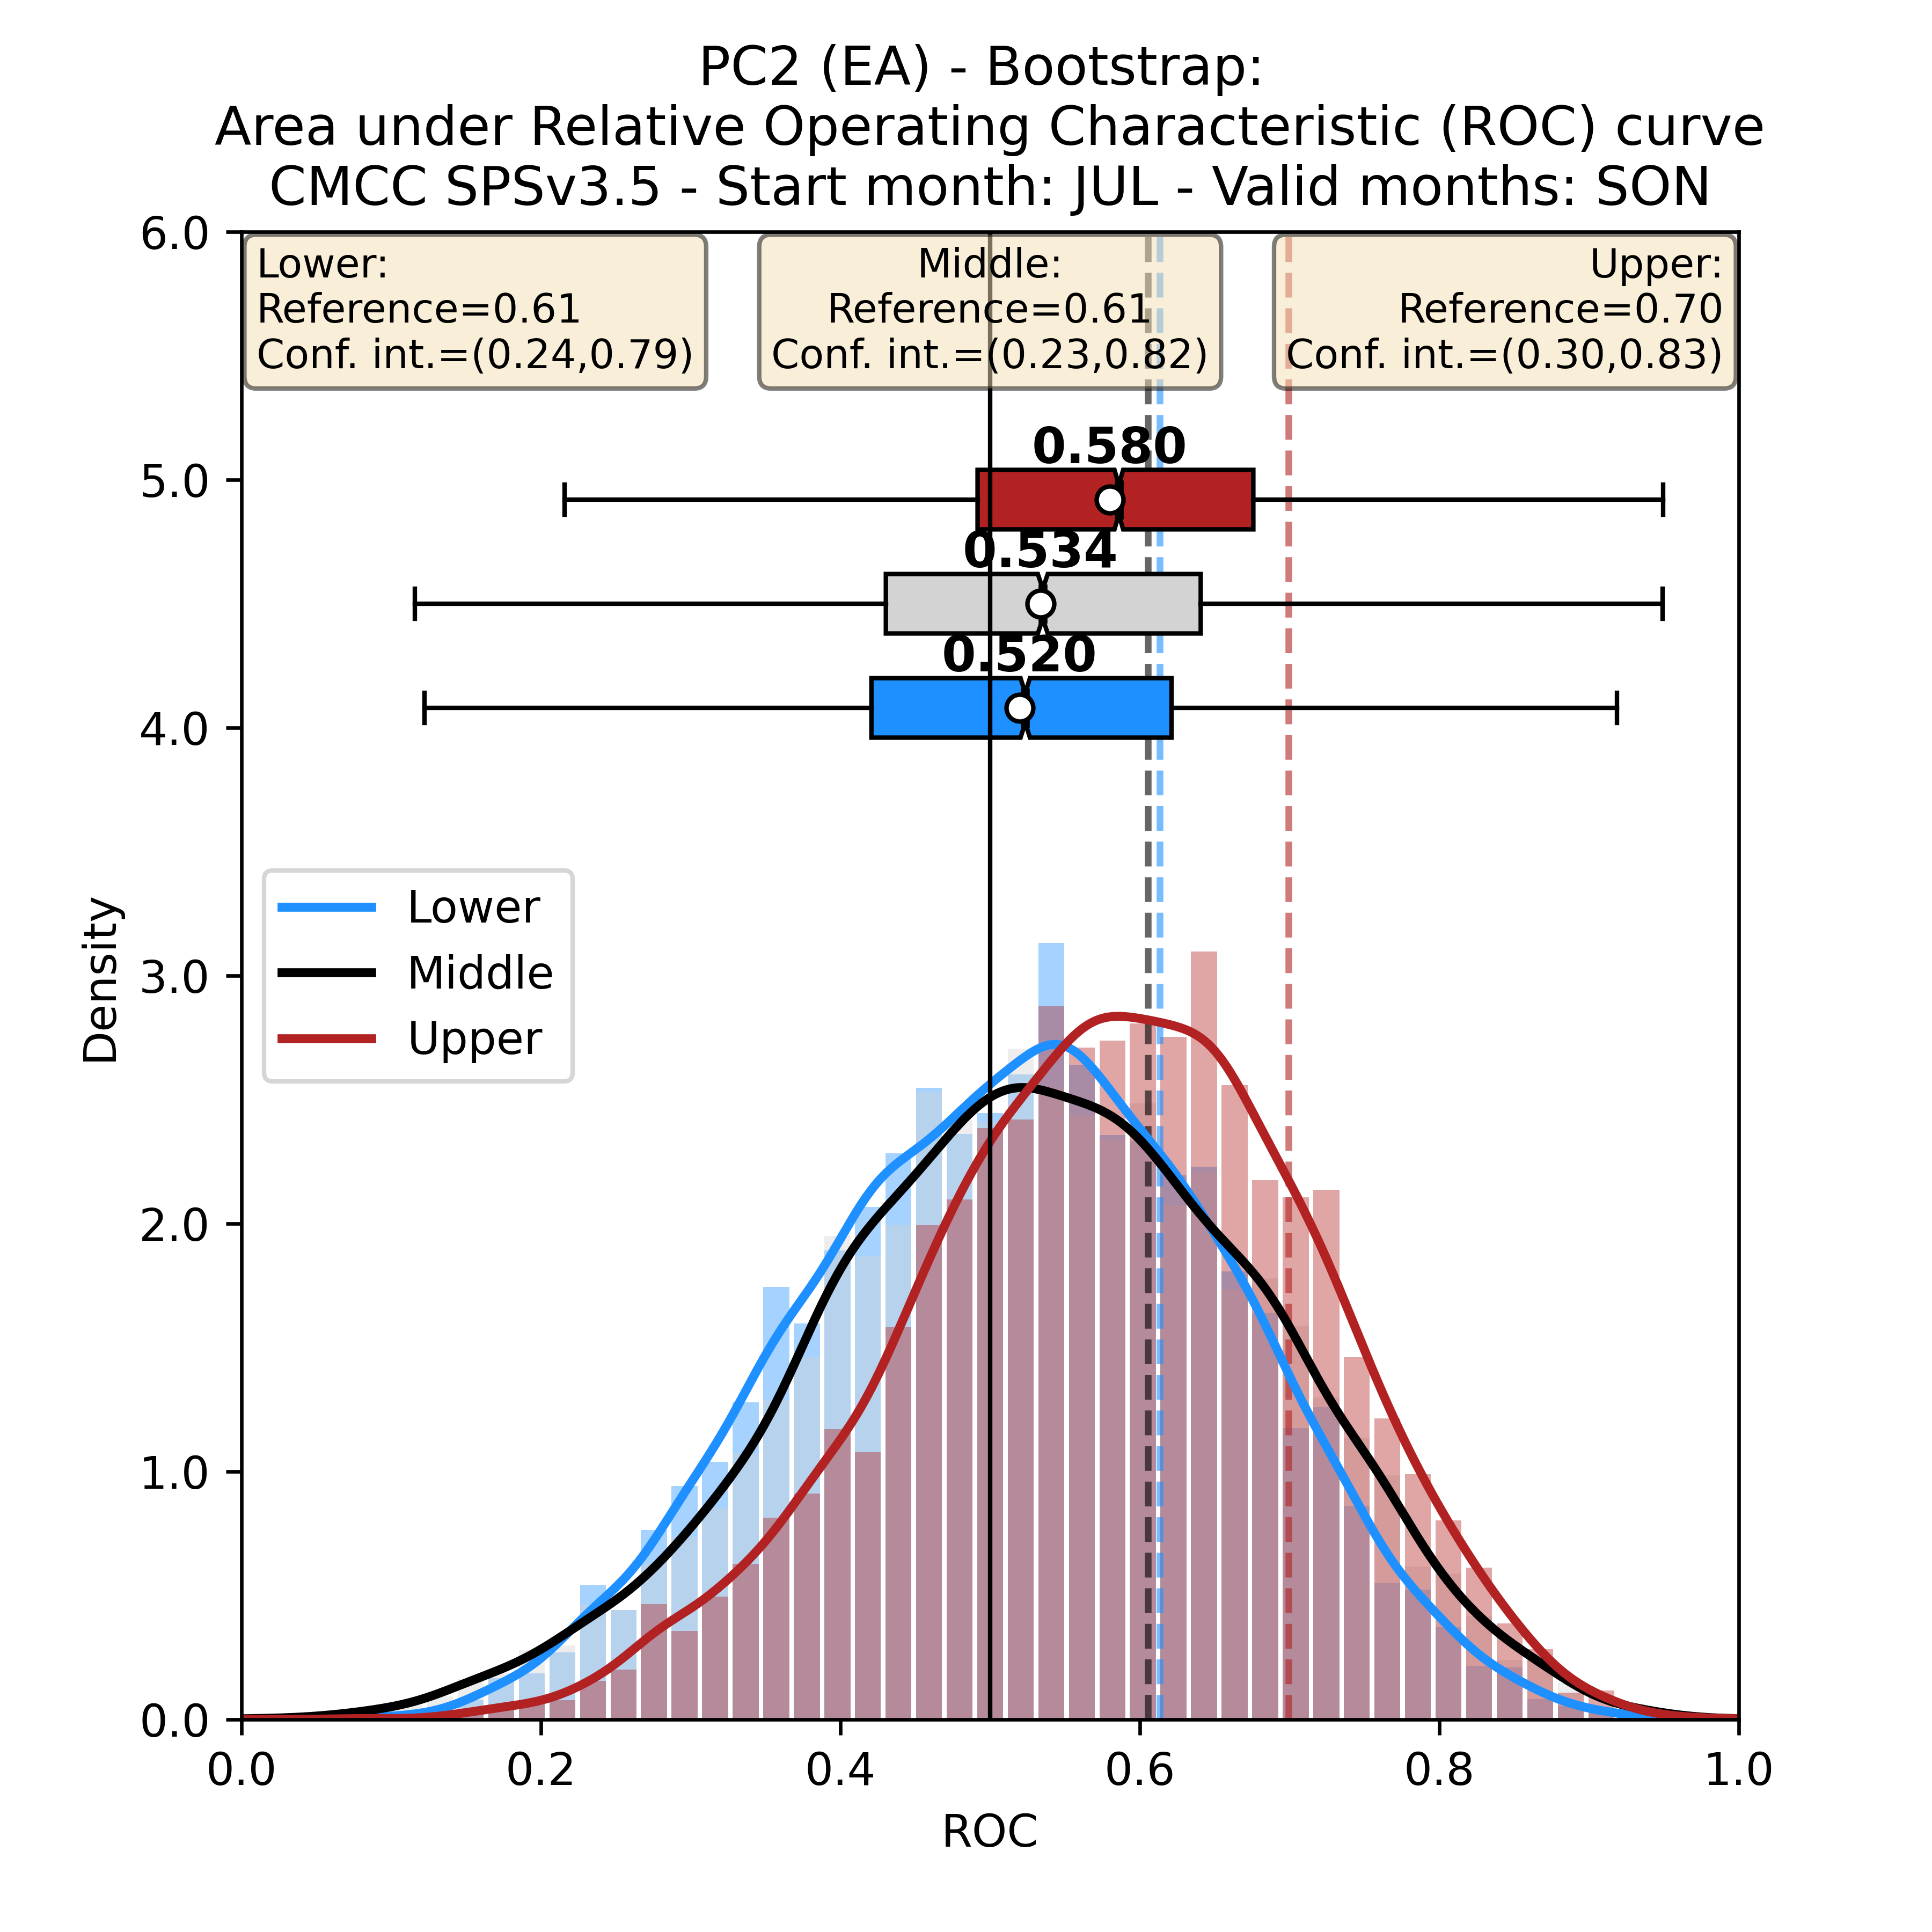 PC2 (EA) - Bootstrap:
Area under Relative Operating Characteristic (ROC) curve
CMCC SPSv3.5 - Start month: JUL - Valid months: SON
6.0
Lower:
Reference=0.61
Conf. int.=(0.24,0.79)
Middle:
Reference=0.61
Conf. int.=(0.23,0.82)
Upper:
Reference=0.70
Conf. int.=(0.30,0.83)
0.580
5.0
0.534
0.520
4.0
Density
Lower
Middle
Upper
3.0
2.0
1.0
0.0
0.0 0.2 0.4 0.6 0.8 1.0
ROC